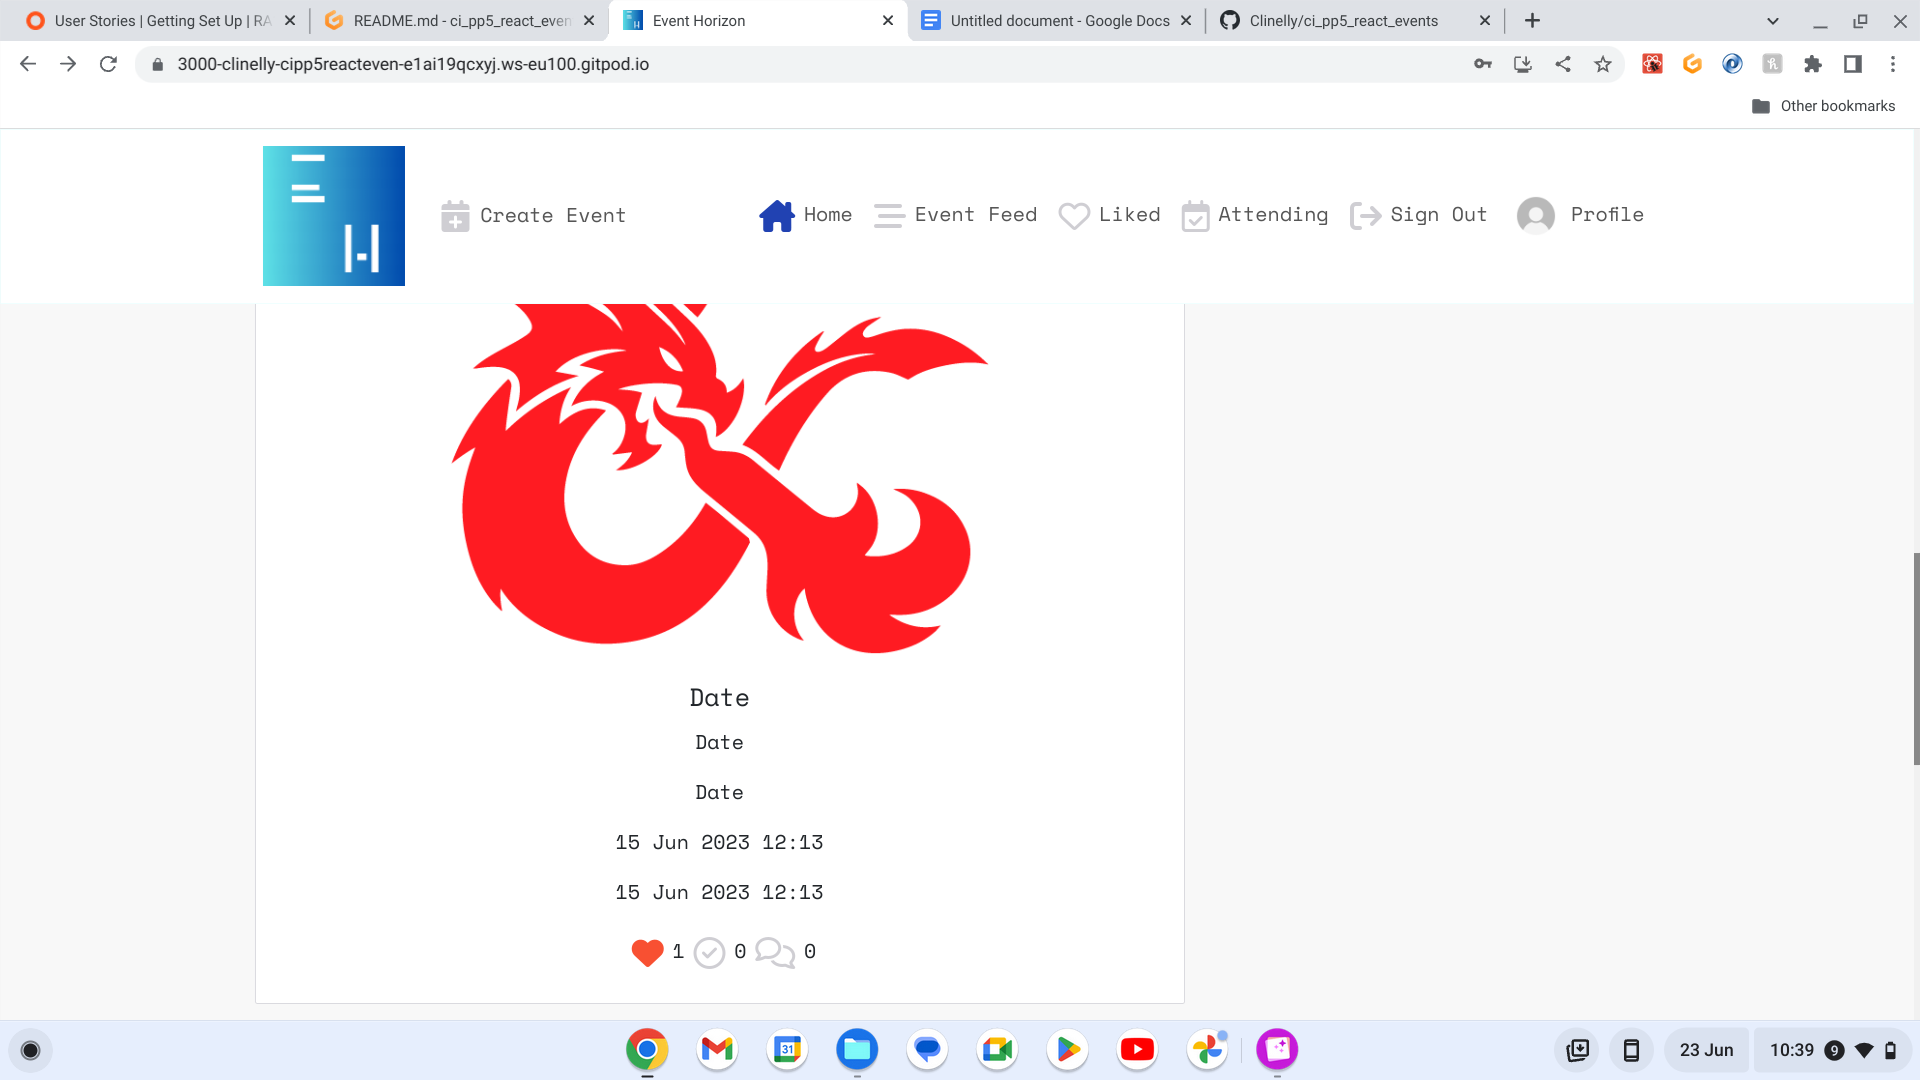 User Stories | Getting Set Up | RA
README.md - ci_pp5_react_even
Event Horizon
Untitled document - Google Docs
Clinelly/ci_pp5_react_events
3000-clinelly-cipp5reacteven-e1ai19qcxyj.ws-eu100.gitpod.io
Other bookmarks
Create Event
Home
Event Feed
Liked
Attending
Sign Out
Profile
Date
Date
Date
15 Jun 2023 12:13
15 Jun 2023 12:13
1 0 0
31
23 Jun
10:39 9